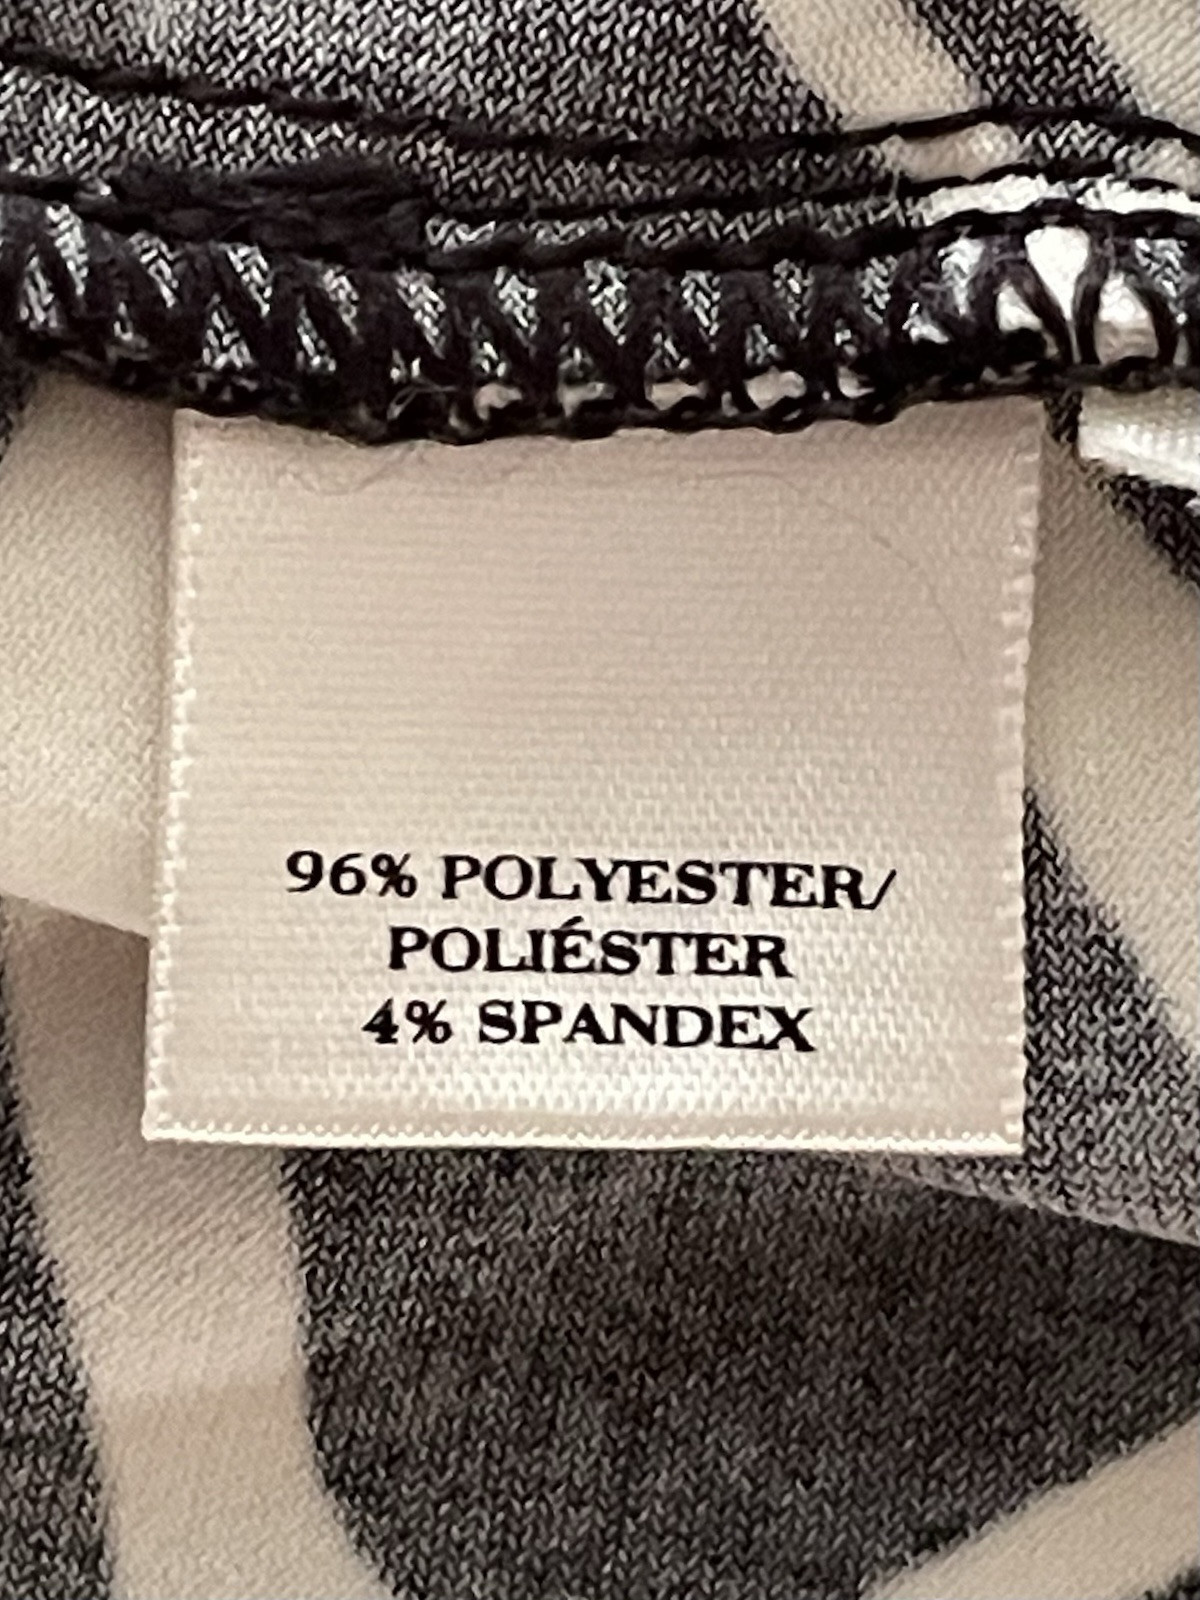 96% POLYESTER/
POLIÉSTER
4% SPANDEX